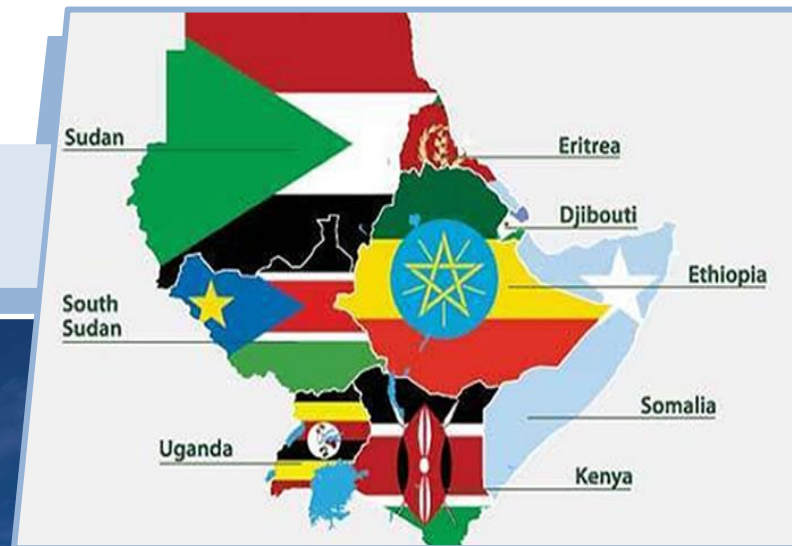 Sudan
Eritrea
Djibouti
Ethiopia
South
Sudan
Somalia
Uganda
Kenya